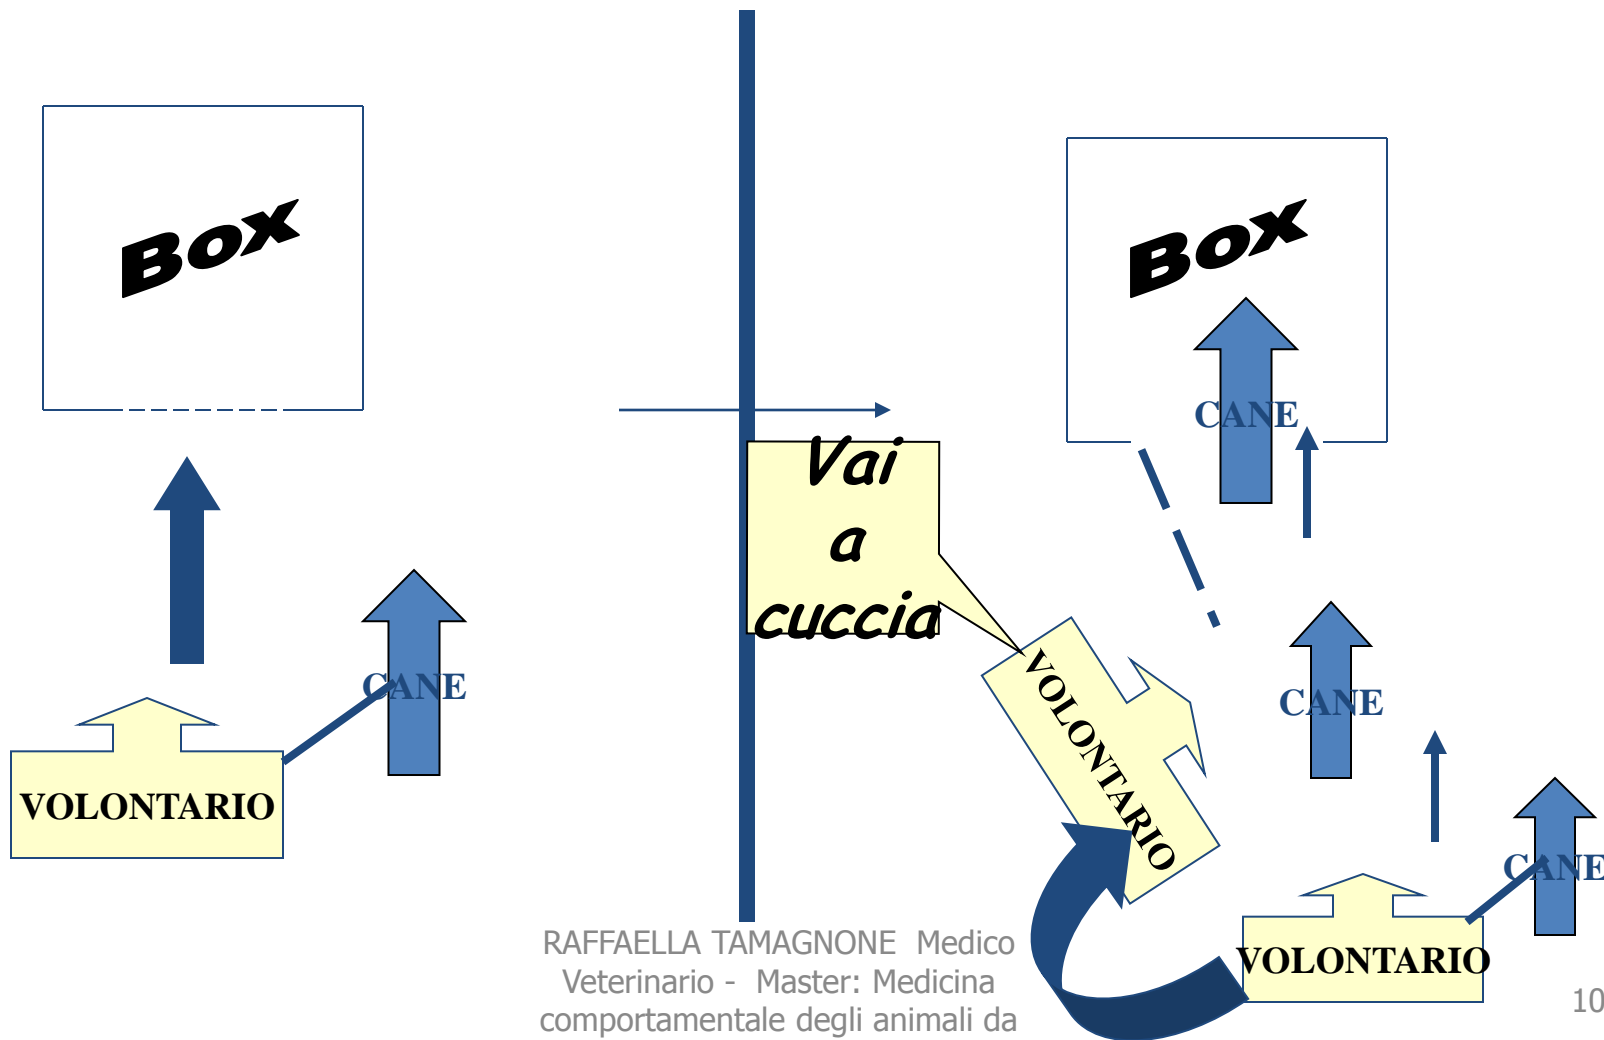 Box
CANE
VOLONTARIO
Box
CANE
Vai
a
cuccia
VOLONTARIO
CANE
CANE
VOLONTARIO
RAFFAELLA TAMAGNONE Medico
Veterinario - Master: Medicina
comportamentale degli animali da
10